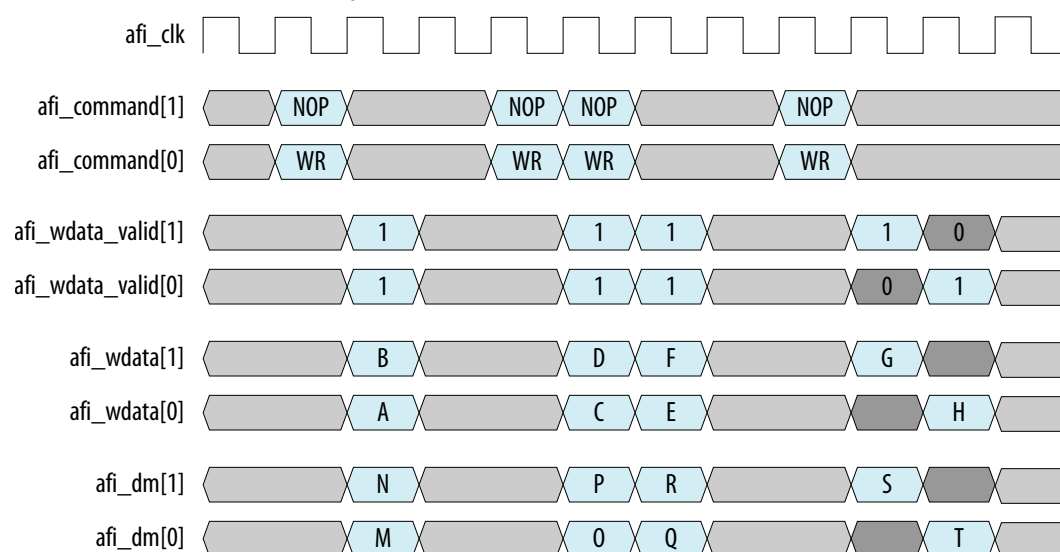 afi_clk
afi_command[1] NOP NOP NOP NOP
afi_command[0] WR WR WR WR
afi_wdata_valid[1] 1 1 1 1 0
afi_wdata_valid[0] 1 1 1 0 1
afi_wdata[1] B D F G
afi_wdata[0] A C E H
afi_dm[1] N P R S
afi_dm[0] M O Q T